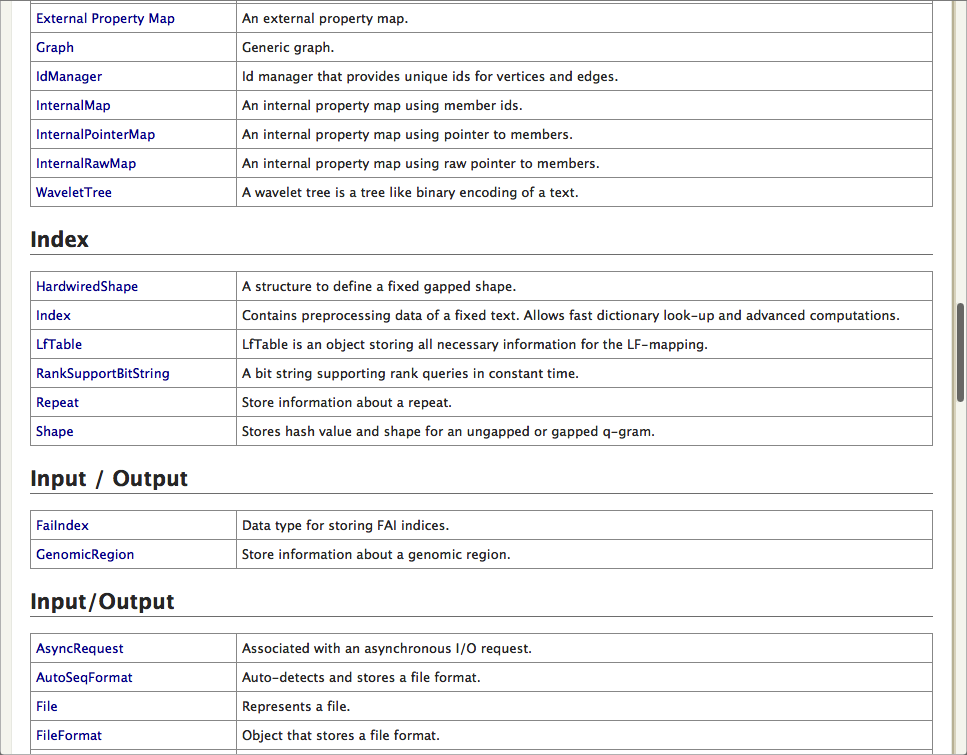 External Property Map An external property map.
Graph Generic graph.
IdManager Id manager that provides unique ids for vertices and edges.
InternalMap An internal property map using member ids.
InternalPointerMap An internal property map using pointer to members.
InternalRawMap An internal property map using raw pointer to members.
WaveletTree A wavelet tree is a tree like binary encoding of a text.
Index
HardwiredShape A structure to define a fixed gapped shape.
Index Contains preprocessing data of a fixed text. Allows fast dictionary look-up and advanced computations.
LfTable LfTable is an object storing all necessary information for the LF-mapping.
RankSupportBitString A bit string supporting rank queries in constant time.
Repeat Store information about a repeat.
Shape Stores hash value and shape for an ungapped or gapped q-gram.
Input / Output
FaiIndex Data type for storing FAI indices.
GenomicRegion Store information about a genomic region.
Input/Output
AsyncRequest Associated with an asynchronous I/O request.
AutoSeqFormat Auto-detects and stores a file format.
File Represents a file.
FileFormat Object that stores a file format.